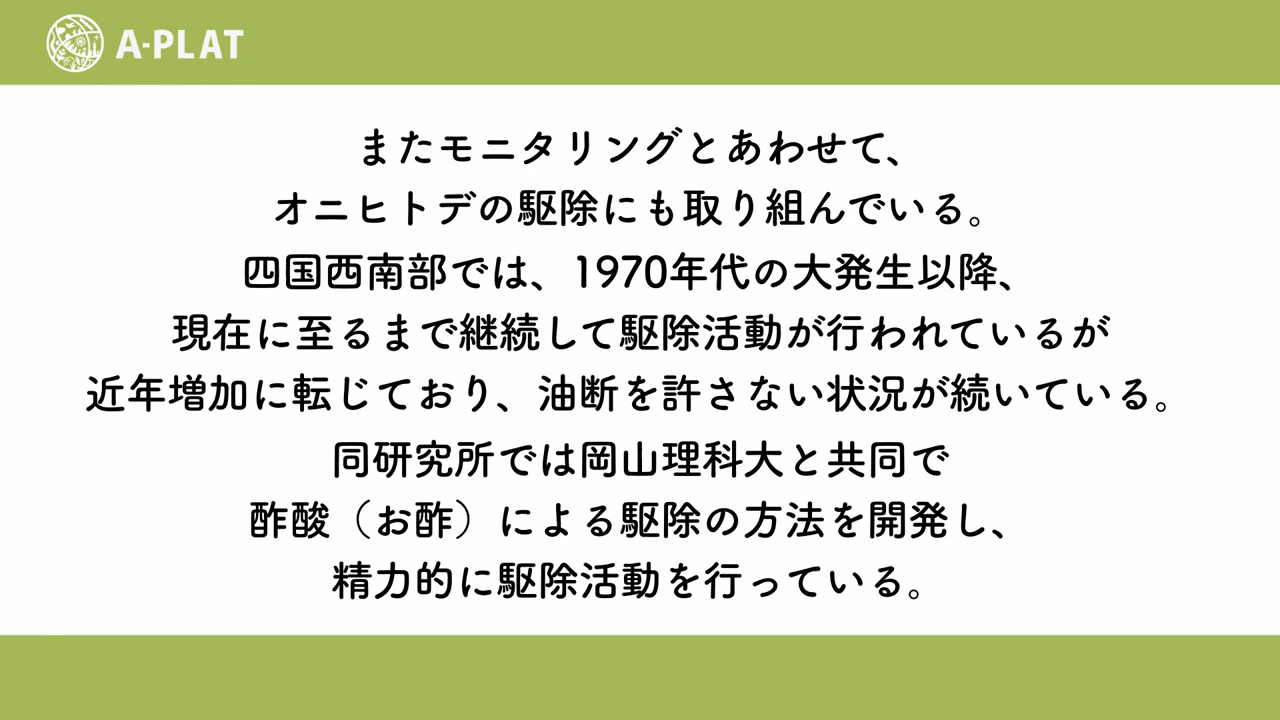 A-PLAT
またモニタリングとあわせて、
オニヒトデの駆除にも取り組んでいる。
四国西南部では、1970年代の大発生以降、
現在に至るまで継続して駆除活動が行われているが
近年増加に転じており、油断を許さない状況が続いている。
同研究所では岡山理科大と共同で
酢酸（お酢）による駆除の方法を開発し、
精力的に駆除活動を行っている。